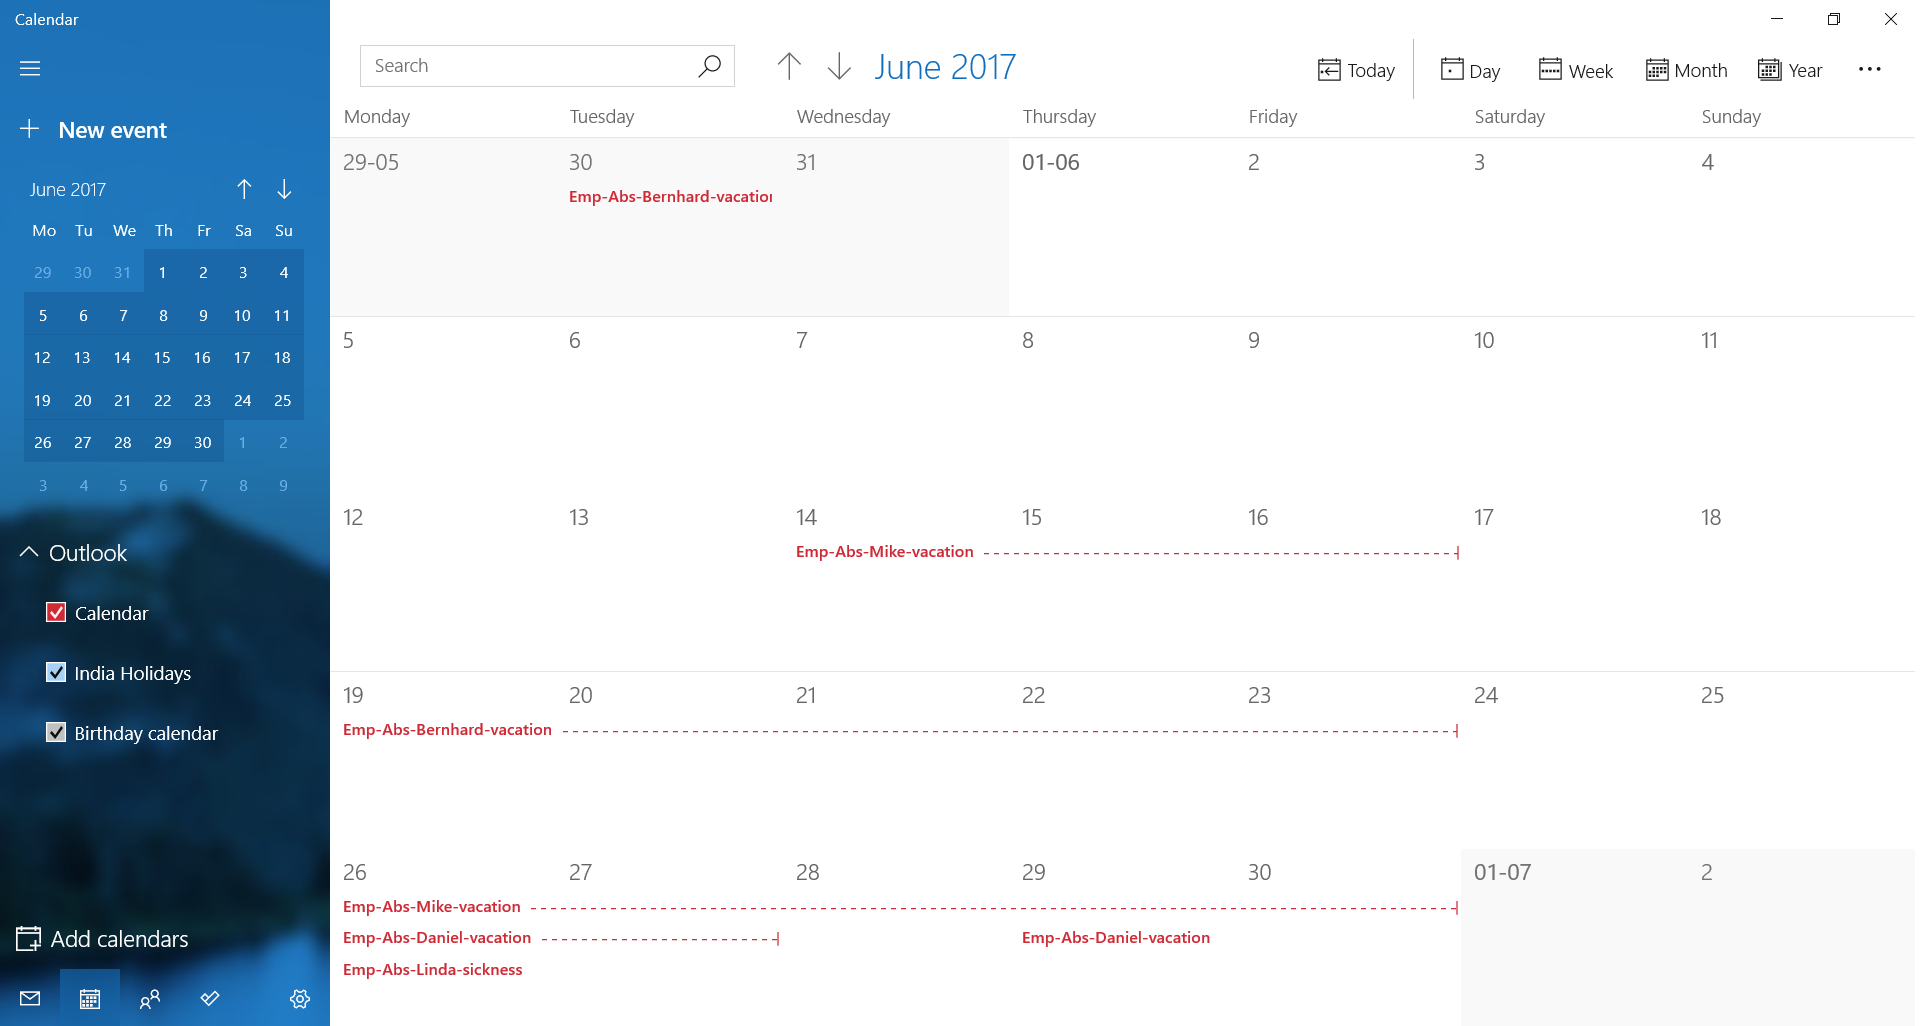 Calendar
New event
June 2017
Mo Tu We Th Fr Sa Su
29 30 31 1 2 3 4
5 6 7 8 9 10 11
12 13 14 15 16 17 18
19 20 21 22 23 24 25
26 27 28 29 30 1 2
3 4 5 6 7 8 9
Outlook
Calendar
India Holidays
Birthday calendar
Add calendars
Search
June 2017
Today
Day
Week
Month
Year
Monday Tuesday Wednesday Thursday Friday Saturday Sunday
29-05 30 31 01-06 2 3 4
Emp-Abs-Bernhard-vacation
5 6 7 8 9 10 11
12 13 14 15 16 17 18
Emp-Abs-Mike-vacation
19 20 21 22 23 24 25
Emp-Abs-Bernhard-vacation
26 27 28 29 30 01-07 2
Emp-Abs-Mike-vacation
Emp-Abs-Daniel-vacation Emp-Abs-Daniel-vacation
Emp-Abs-Linda-sickness